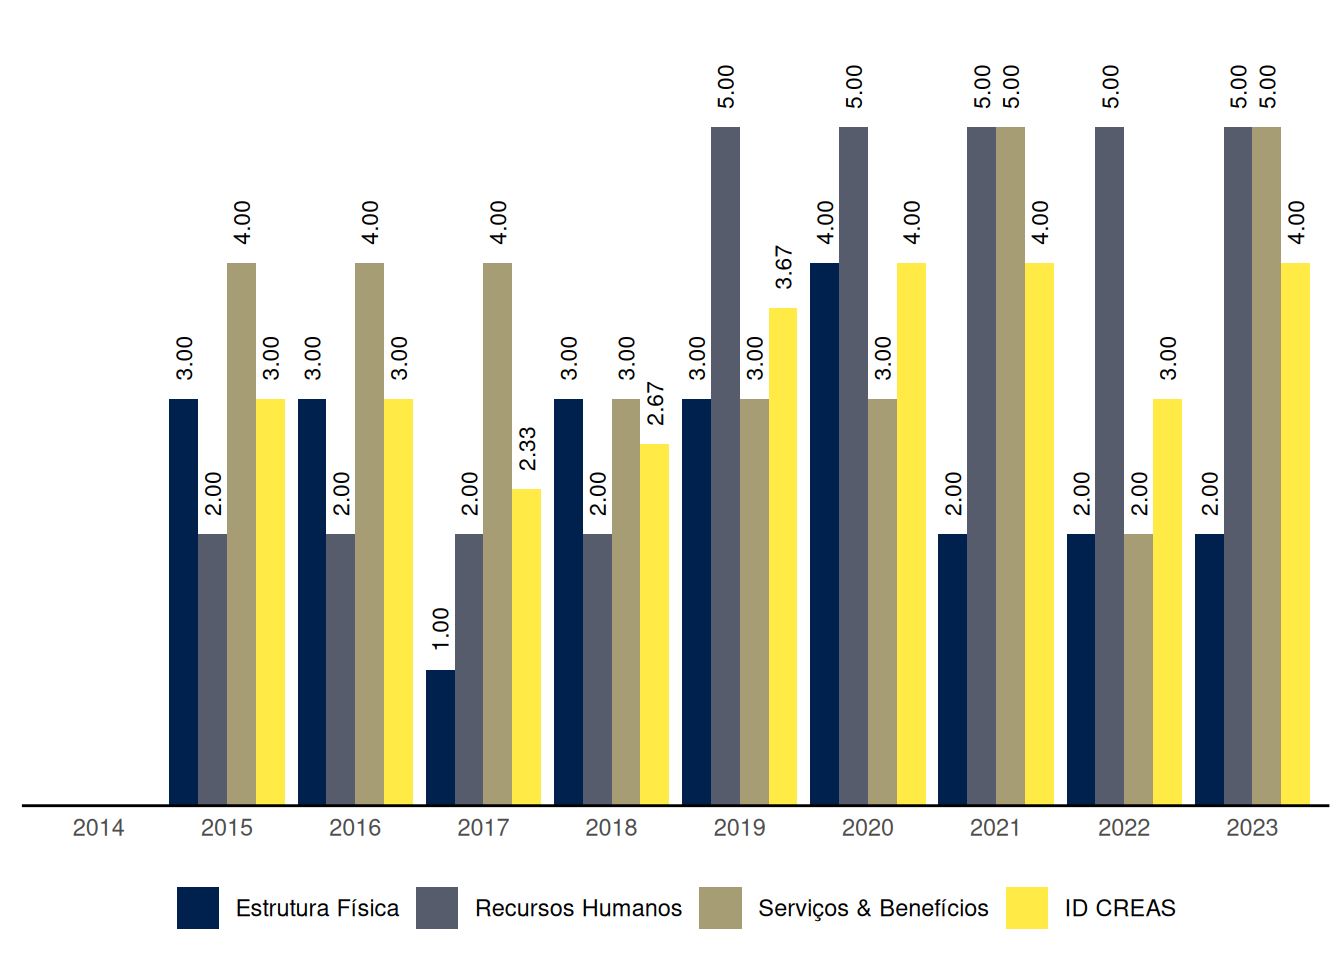 5.00 5.00 5.00 5.00 5.00 5.00 5.00
4.00 4.00 4.00 4.00 4.00 4.00 4.00
3.67
3.00 3.00 3.00 3.00 3.00 3.00 3.00 3.00 3.00 3.00
2.67
2.33
2.00 2.00 2.00 2.00 2.00 2.00 2.00 2.00
1.00
2014 2015 2016 2017 2018 2019 2020 2021 2022 2023
Estrutura Física Recursos Humanos Serviços & Benefícios ID CREAS